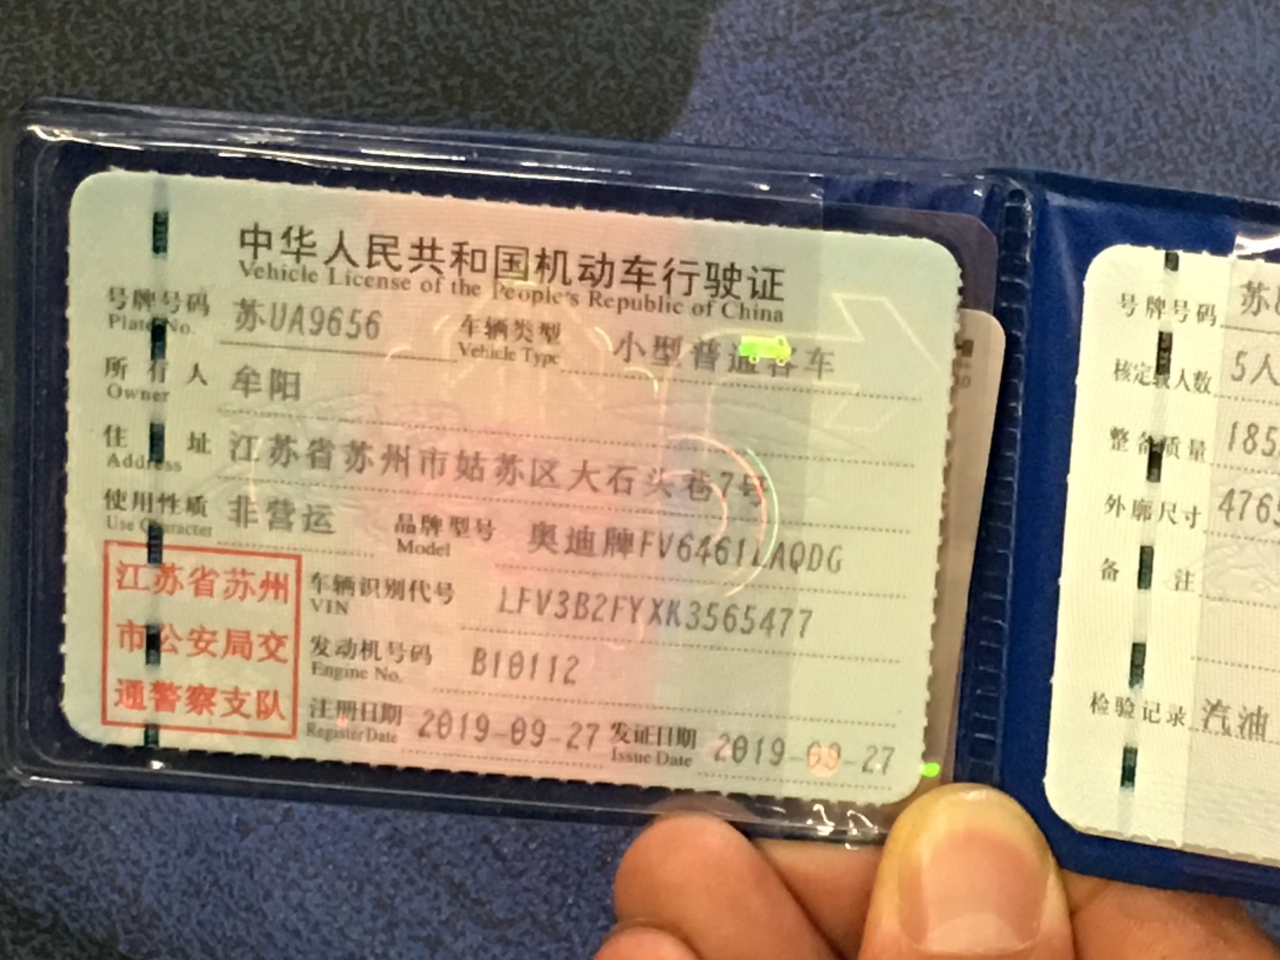 中华人民共和国机动车行驶证
Vehicle License of the People's Republic of China
号牌号码 苏UA9656 车辆类型 小型普通客车
Plate No. Vehicle Type
所有人 牟阳
Owner
住址 江苏省苏州市姑苏区大石头巷7号
Address
使用性质 非营运 品牌型号 奥迪牌FV6461LAQDG
Use Character Model
江苏省苏州
市公安局交
通警察支队
车辆识别代号 LFV3B2FYXK3565477
VIN
发动机号码 B10112
Engine No.
注册日期 2019-09-27 发证日期 2019-09-27
Register Date Issue Date
号牌号码 苏
核定载人数 5人
整备质量 185
外廓尺寸 476
备注
检验记录 汽油